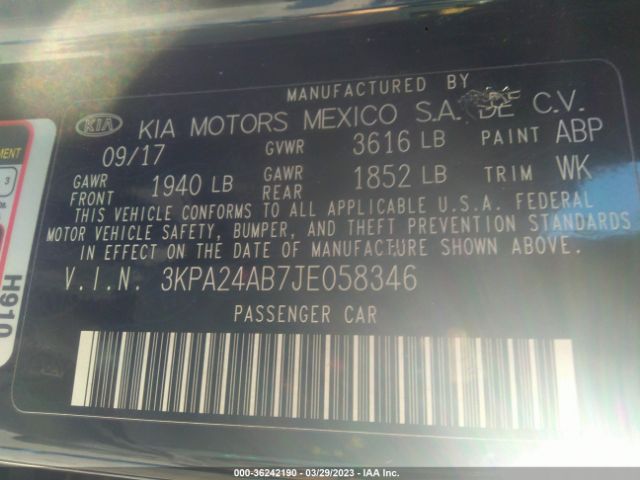 MANUFACTURED BY
KIA KIA MOTORS MEXICO S.A. DE C.V.
09/17 GVWR 3616 LB PAINT ABP
GAWR FRONT 1940 LB GAWR REAR 1852 LB TRIM WK
THIS VEHICLE CONFORMS TO ALL APPLICABLE U.S.A. FEDERAL
MOTOR VEHICLE SAFETY, BUMPER, AND THEFT PREVENTION STANDARDS
IN EFFECT ON THE DATE OF MANUFACTURE SHOWN ABOVE.
V.I.N. 3KPA24AB7JE058346
PASSENGER CAR
H910
000-36242190 - 03/29/2023 - IAA Inc.